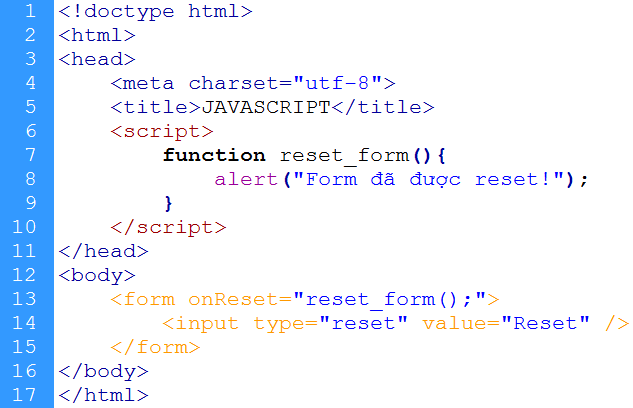 1 <!doctype html>
2 <html>
3 <head>
4 <meta charset="utf-8">
5 <title>JAVASCRIPT</title>
6 <script>
7 function reset_form(){
8 alert("Form đã được reset!");
9 }
10 </script>
11 </head>
12 <body>
13 <form onReset="reset_form();">
14 <input type="reset" value="Reset" />
15 </form>
16 </body>
17 </html>